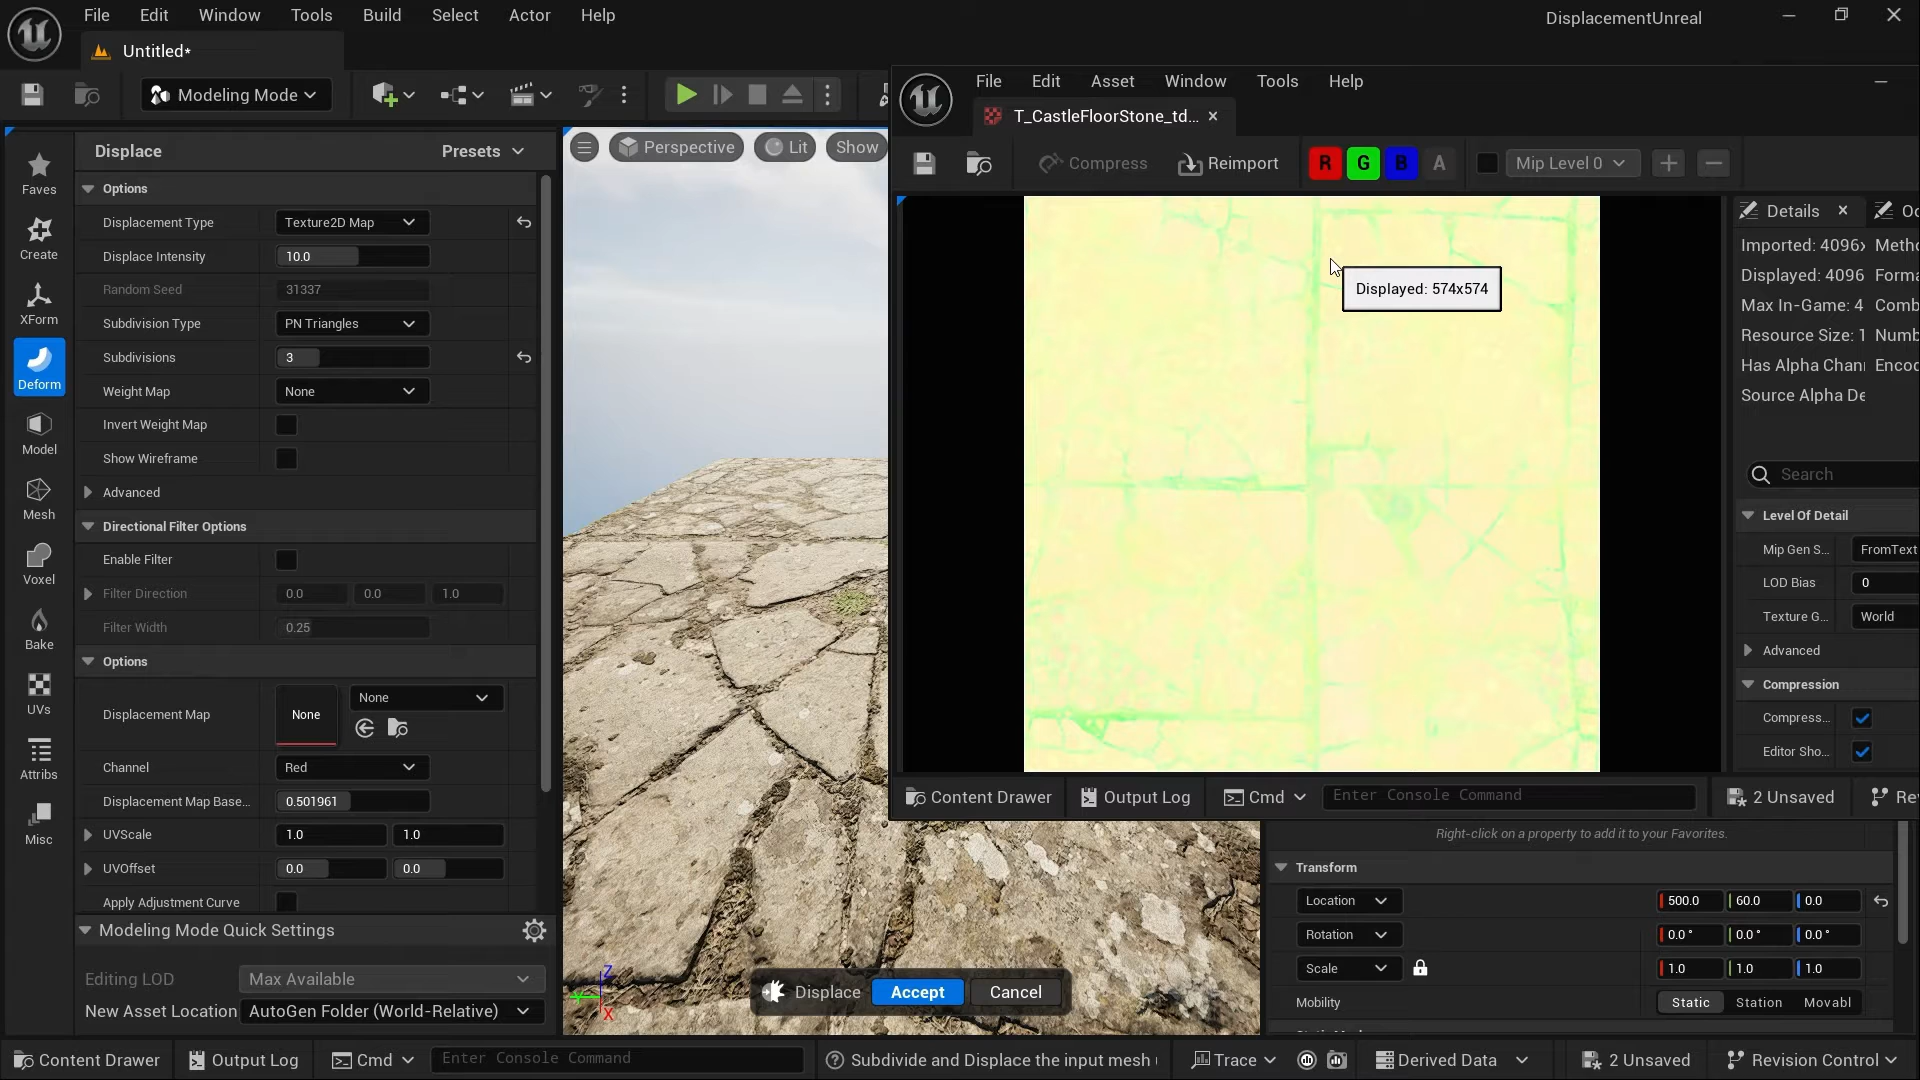 File Edit Window Tools Build Select Actor Help
DisplacementUnreal
Untitled*
Modeling Mode
File Edit Asset Window Tools Help
T_CastleFloorStone_td...
Compress Reimport R G B A Mip Level 0
Displace Presets
Perspective Lit Show
Faves
Create
XForm
Deform
Model
Mesh
Voxel
Bake
UVs
Attribs
Misc
Options
Displacement Type Texture2D Map
Displace Intensity 10.0
Random Seed 31337
Subdivision Type PN Triangles
Subdivisions 3
Weight Map None
Invert Weight Map
Show Wireframe
Advanced
Directional Filter Options
Enable Filter
Filter Direction 0.0 0.0 1.0
Filter Width 0.25
Options
Displacement Map None None
Channel Red
Displacement Map Base... 0.501961
UVScale 1.0 1.0
UVOffset 0.0 0.0
Apply Adjustment Curve
Modeling Mode Quick Settings
Editing LOD Max Available
New Asset Location AutoGen Folder (World-Relative)
Displayed: 574x574
Details
Imported: 4096x Metho
Displayed: 4096 Forma
Max In-Game: 4 Comb
Resource Size: 1 Numb
Has Alpha Chan Encod
Source Alpha De
Search
Level Of Detail
Mip Gen S... FromText
LOD Bias 0
Texture G... World
Advanced
Compression
Compress...
Editor Sho...
Content Drawer Output Log Cmd Enter Console Command 2 Unsaved Re
Right-click on a property to add it to your Favorites.
Transform
Location 500.0 60.0 0.0
Rotation 0.0 ° 0.0 ° 0.0 °
Scale 1.0 1.0 1.0
Mobility Static Station Movabl
Z
X
Displace Accept Cancel
Content Drawer Output Log Cmd Enter Console Command Subdivide and Displace the input mesh Trace Derived Data 2 Unsaved Revision Control